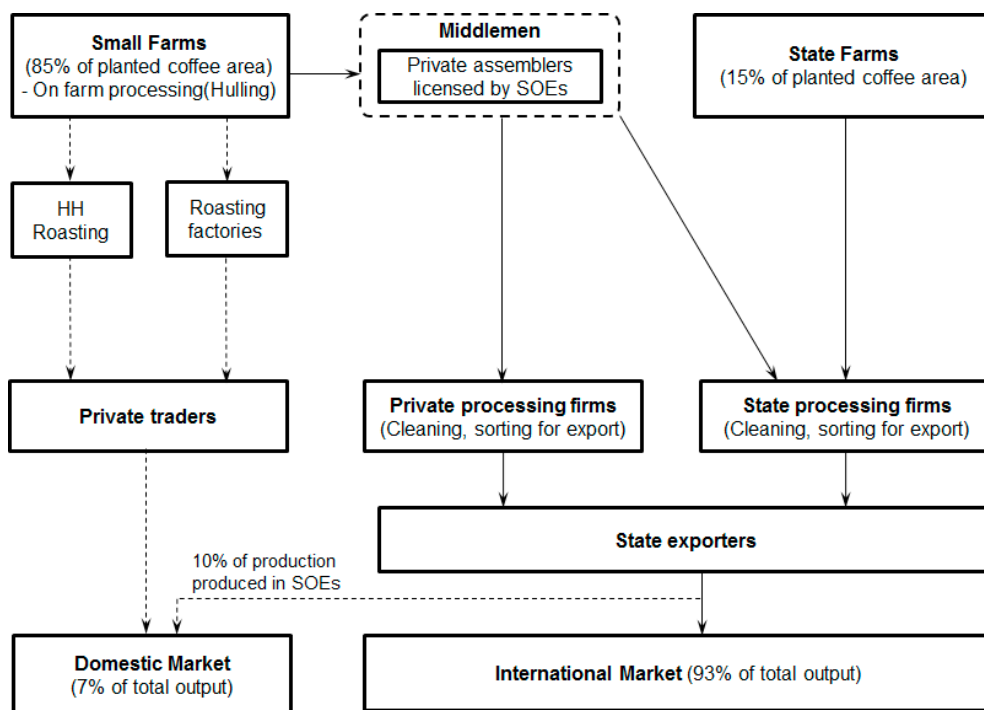 Small Farms
(85% of planted coffee area)
- On farm processing(Hulling)
Middlemen
Private assemblers
licensed by SOEs
State Farms
(15% of planted coffee area)
HH
Roasting
Roasting
factories
Private traders
Private processing firms
(Cleaning, sorting for export)
State processing firms
(Cleaning, sorting for export)
State exporters
10% of production
produced in SOEs
Domestic Market
(7% of total output)
International Market (93% of total output)